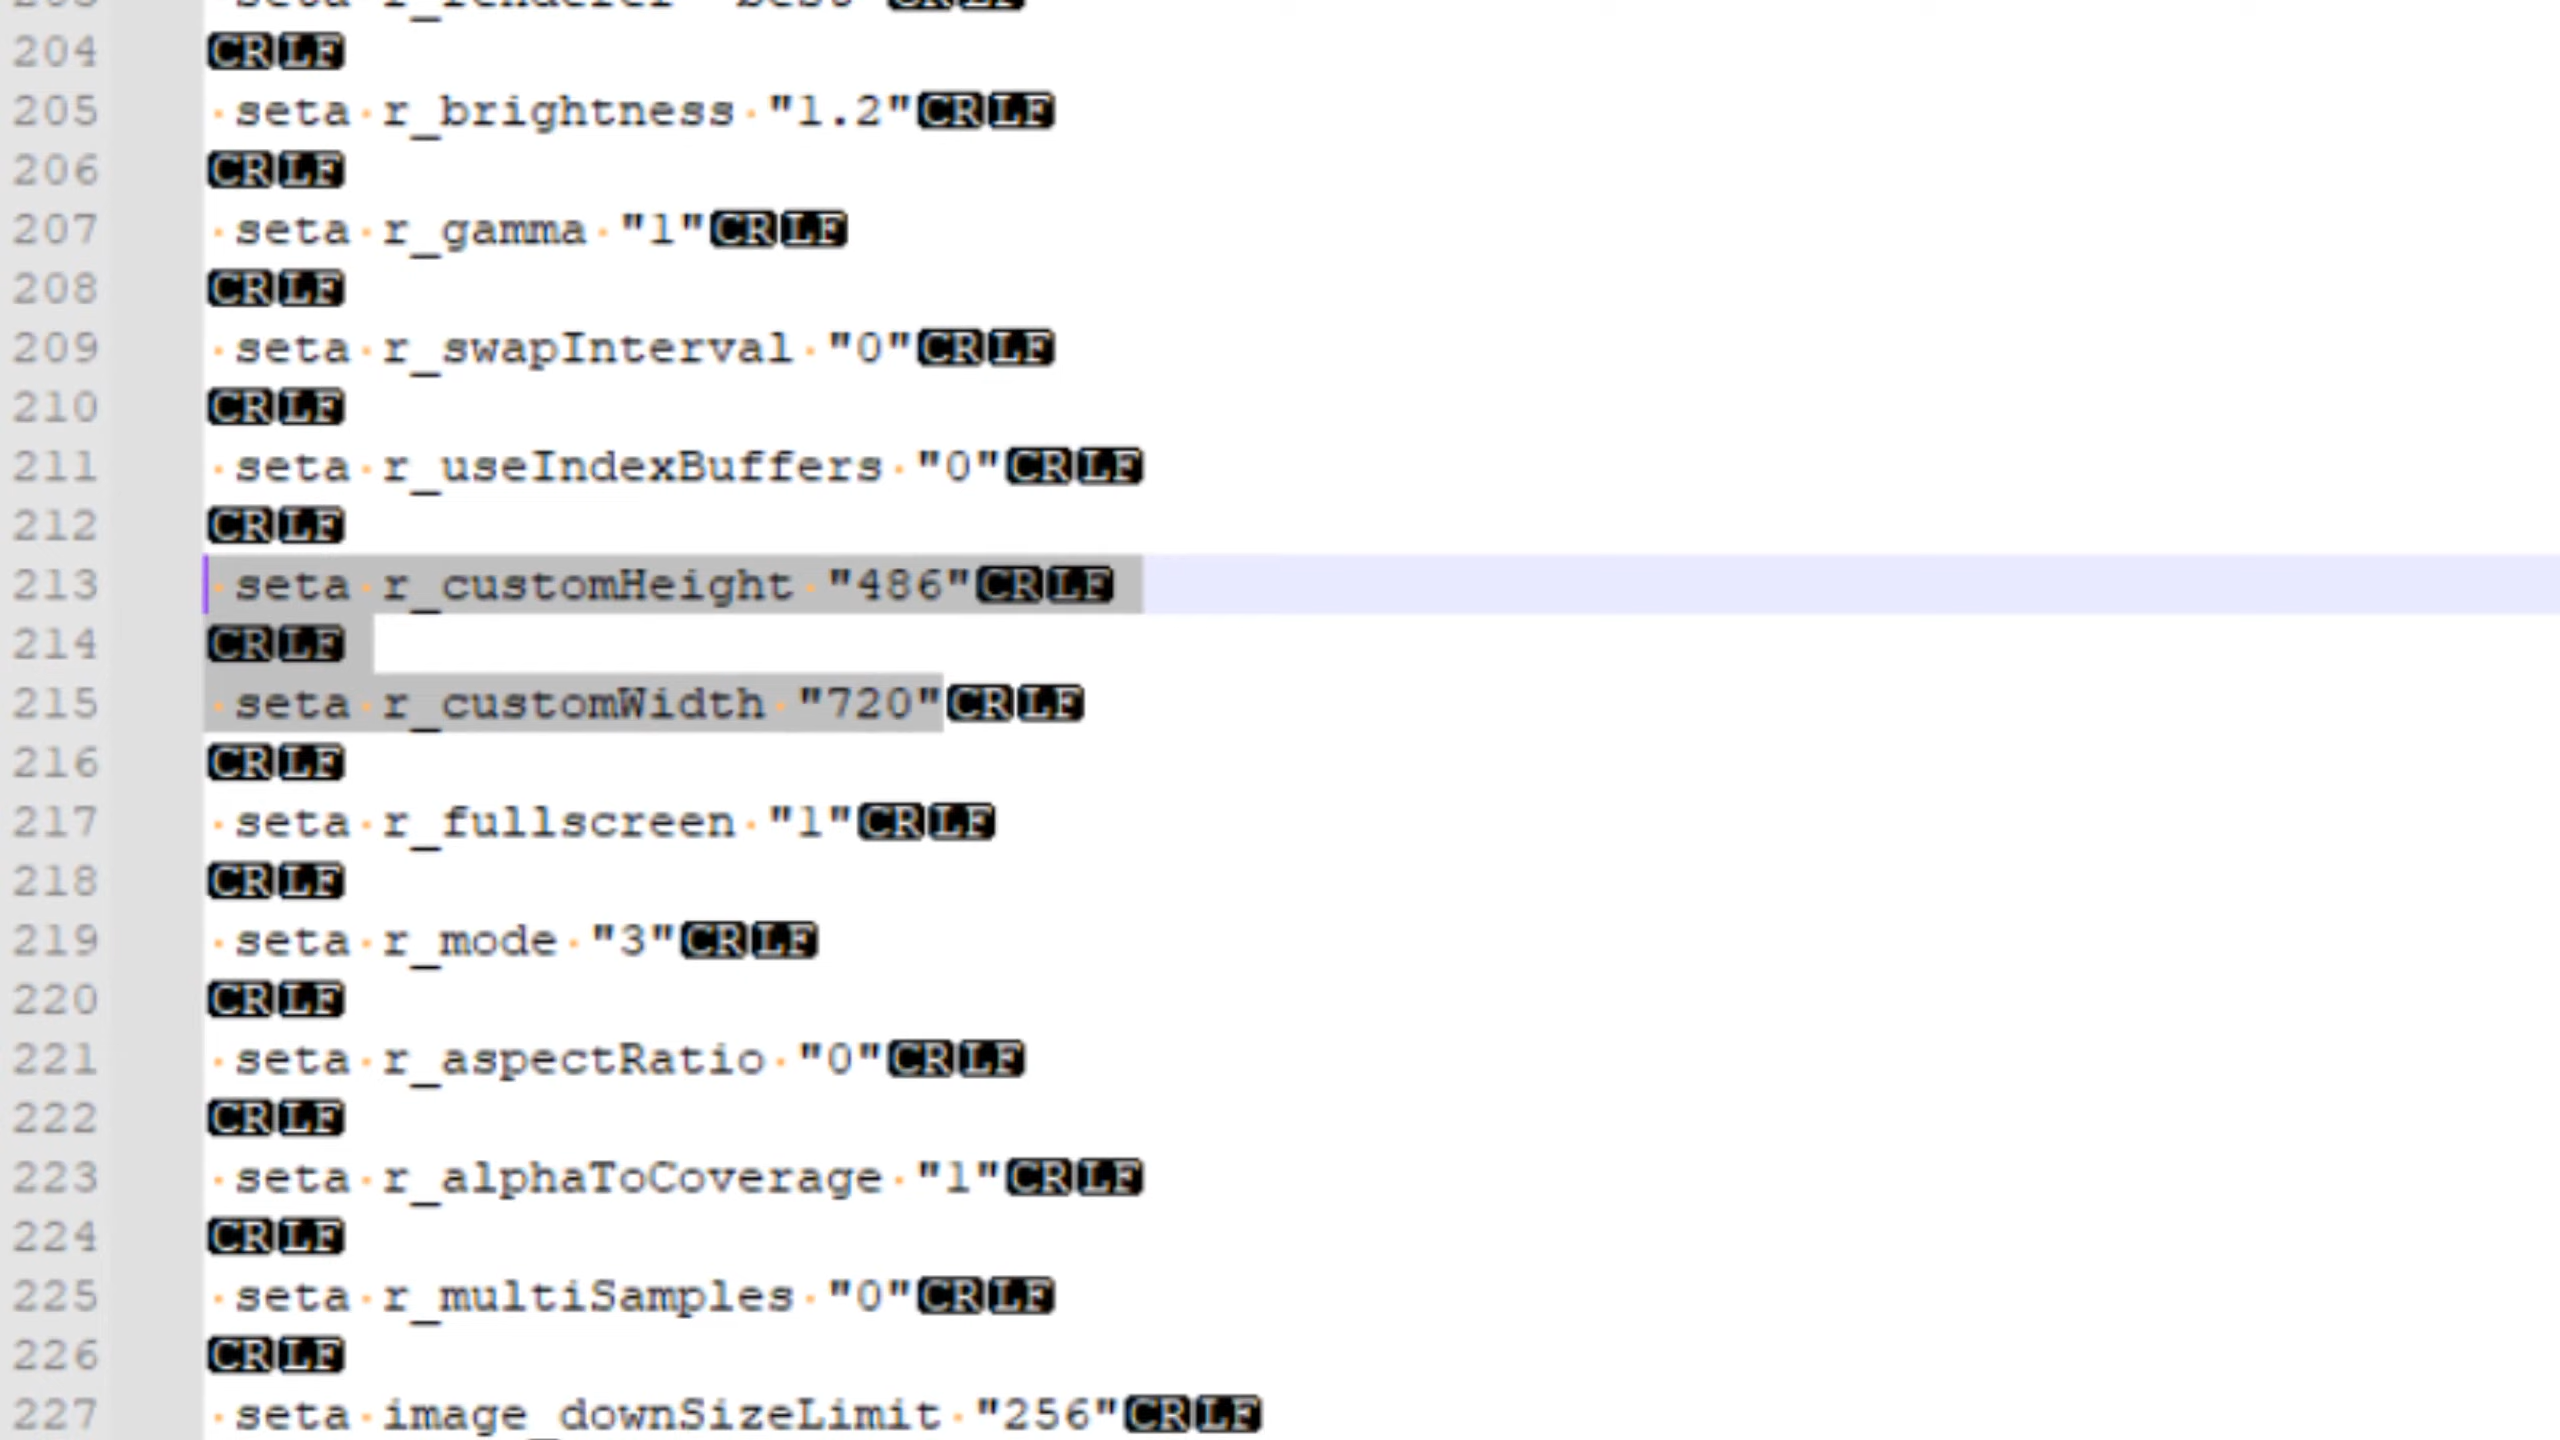 seta r_renderer "best"CRLF
204 CRLF
205 seta r_brightness "1.2"CRLF
206 CRLF
207 seta r_gamma "1"CRLF
208 CRLF
209 seta r_swapInterval "0"CRLF
210 CRLF
211 seta r_useIndexBuffers "0"CRLF
212 CRLF
213 seta r_customHeight "486"CRLF
214 CRLF
215 seta r_customWidth "720"CRLF
216 CRLF
217 seta r_fullscreen "1"CRLF
218 CRLF
219 seta r_mode "3"CRLF
220 CRLF
221 seta r_aspectRatio "0"CRLF
222 CRLF
223 seta r_alphaToCoverage "1"CRLF
224 CRLF
225 seta r_multiSamples "0"CRLF
226 CRLF
227 seta image_downSizeLimit "256"CRLF